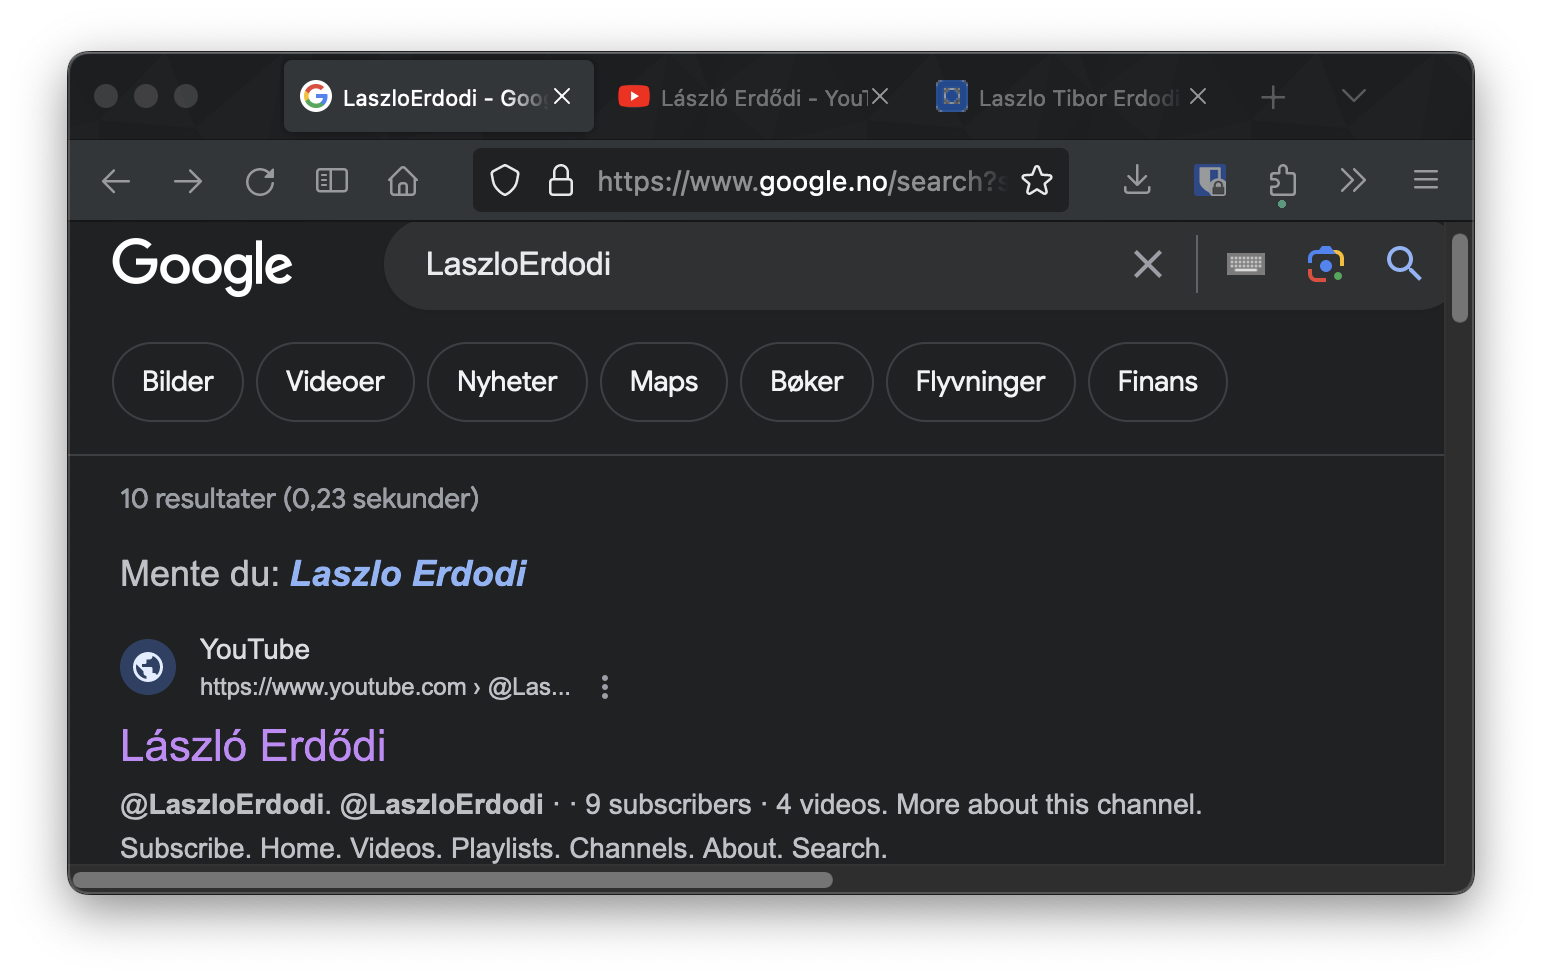 LaszloErdodi - Goo
László Erdődi - YouT
Laszlo Tibor Erdodi
https://www.google.no/search?s
Google
LaszloErdodi
Bilder
Videoer
Nyheter
Maps
Bøker
Flyvninger
Finans
10 resultater (0,23 sekunder)
Mente du: Laszlo Erdodi
YouTube
https://www.youtube.com › @Las...
László Erdődi
@LaszloErdodi. @LaszloErdodi · · 9 subscribers · 4 videos. More about this channel.
Subscribe. Home. Videos. Playlists. Channels. About. Search.